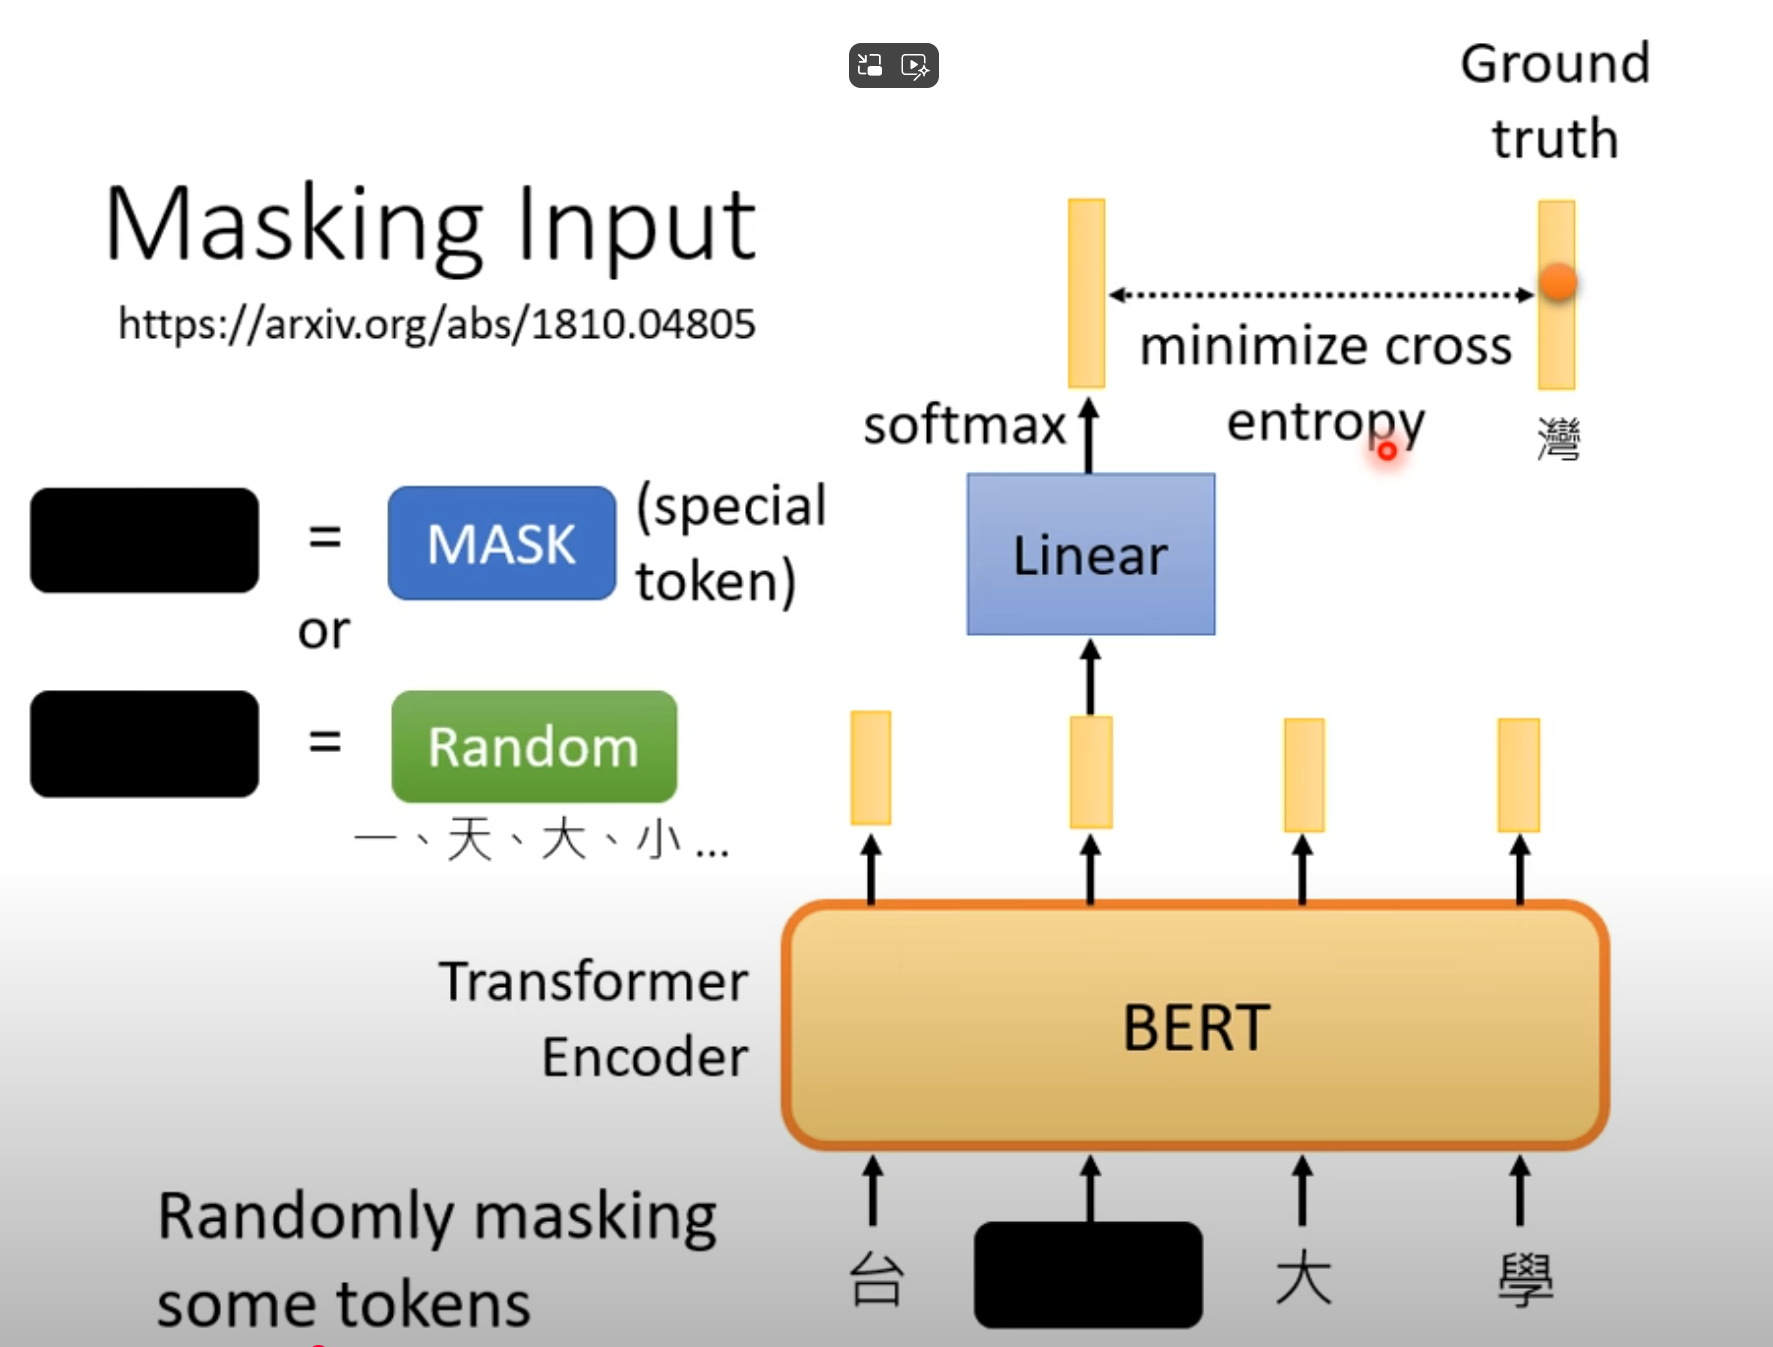 Masking Input
https://arxiv.org/abs/1810.04805
Ground
truth
minimize cross
entropy
灣
softmax
Linear
=
MASK
(special
token)
or
=
Random
一、天、大、小 ...
Transformer
Encoder
BERT
Randomly masking
some tokens
台
大
學